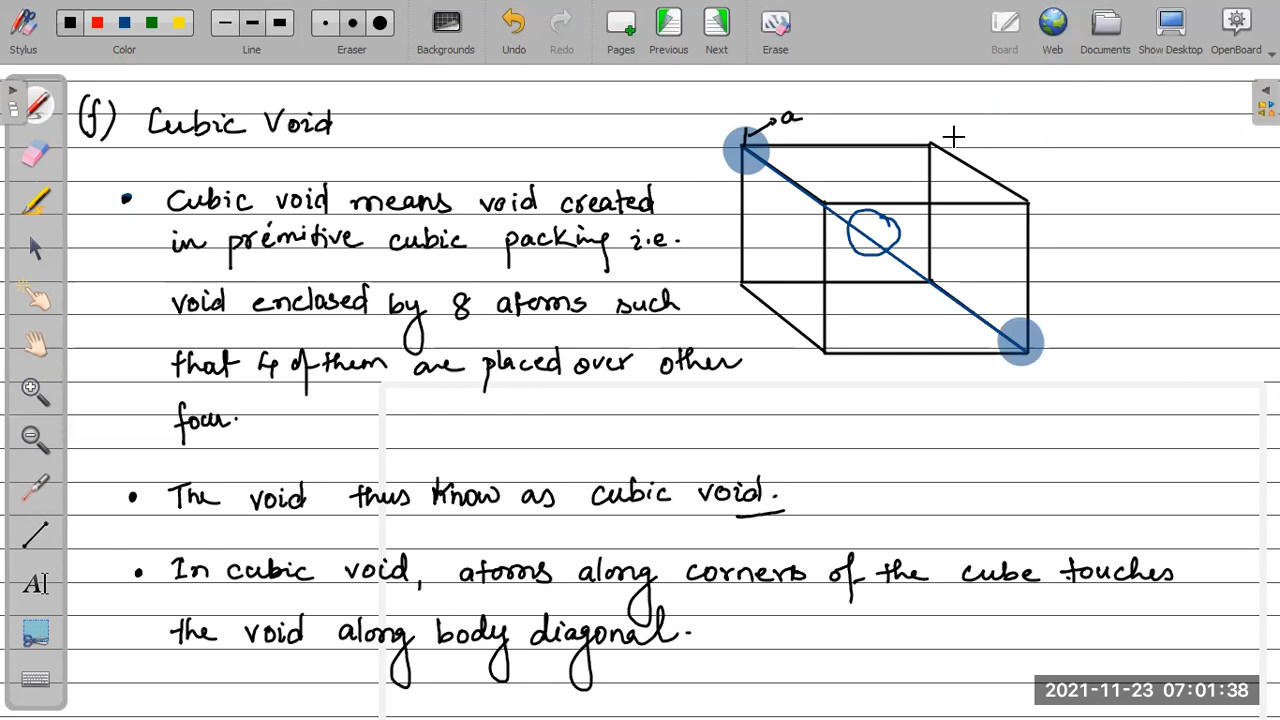 Stylus Color Line Eraser Backgrounds Undo Redo Pages Previous Next Erase Board Web Documents Show Desktop OpenBoard
(f) Cubic Void
a
• Cubic void means void created
in prémitive cubic packing i.e.
void enclased by 8 atoms such
that 4 of them are placed over other
four.
• The void thus know as cubic void.
• In cubic void, atoms along corners of the cube touches
the void along body diagonal.
AI
2021-11-23 07:01:38